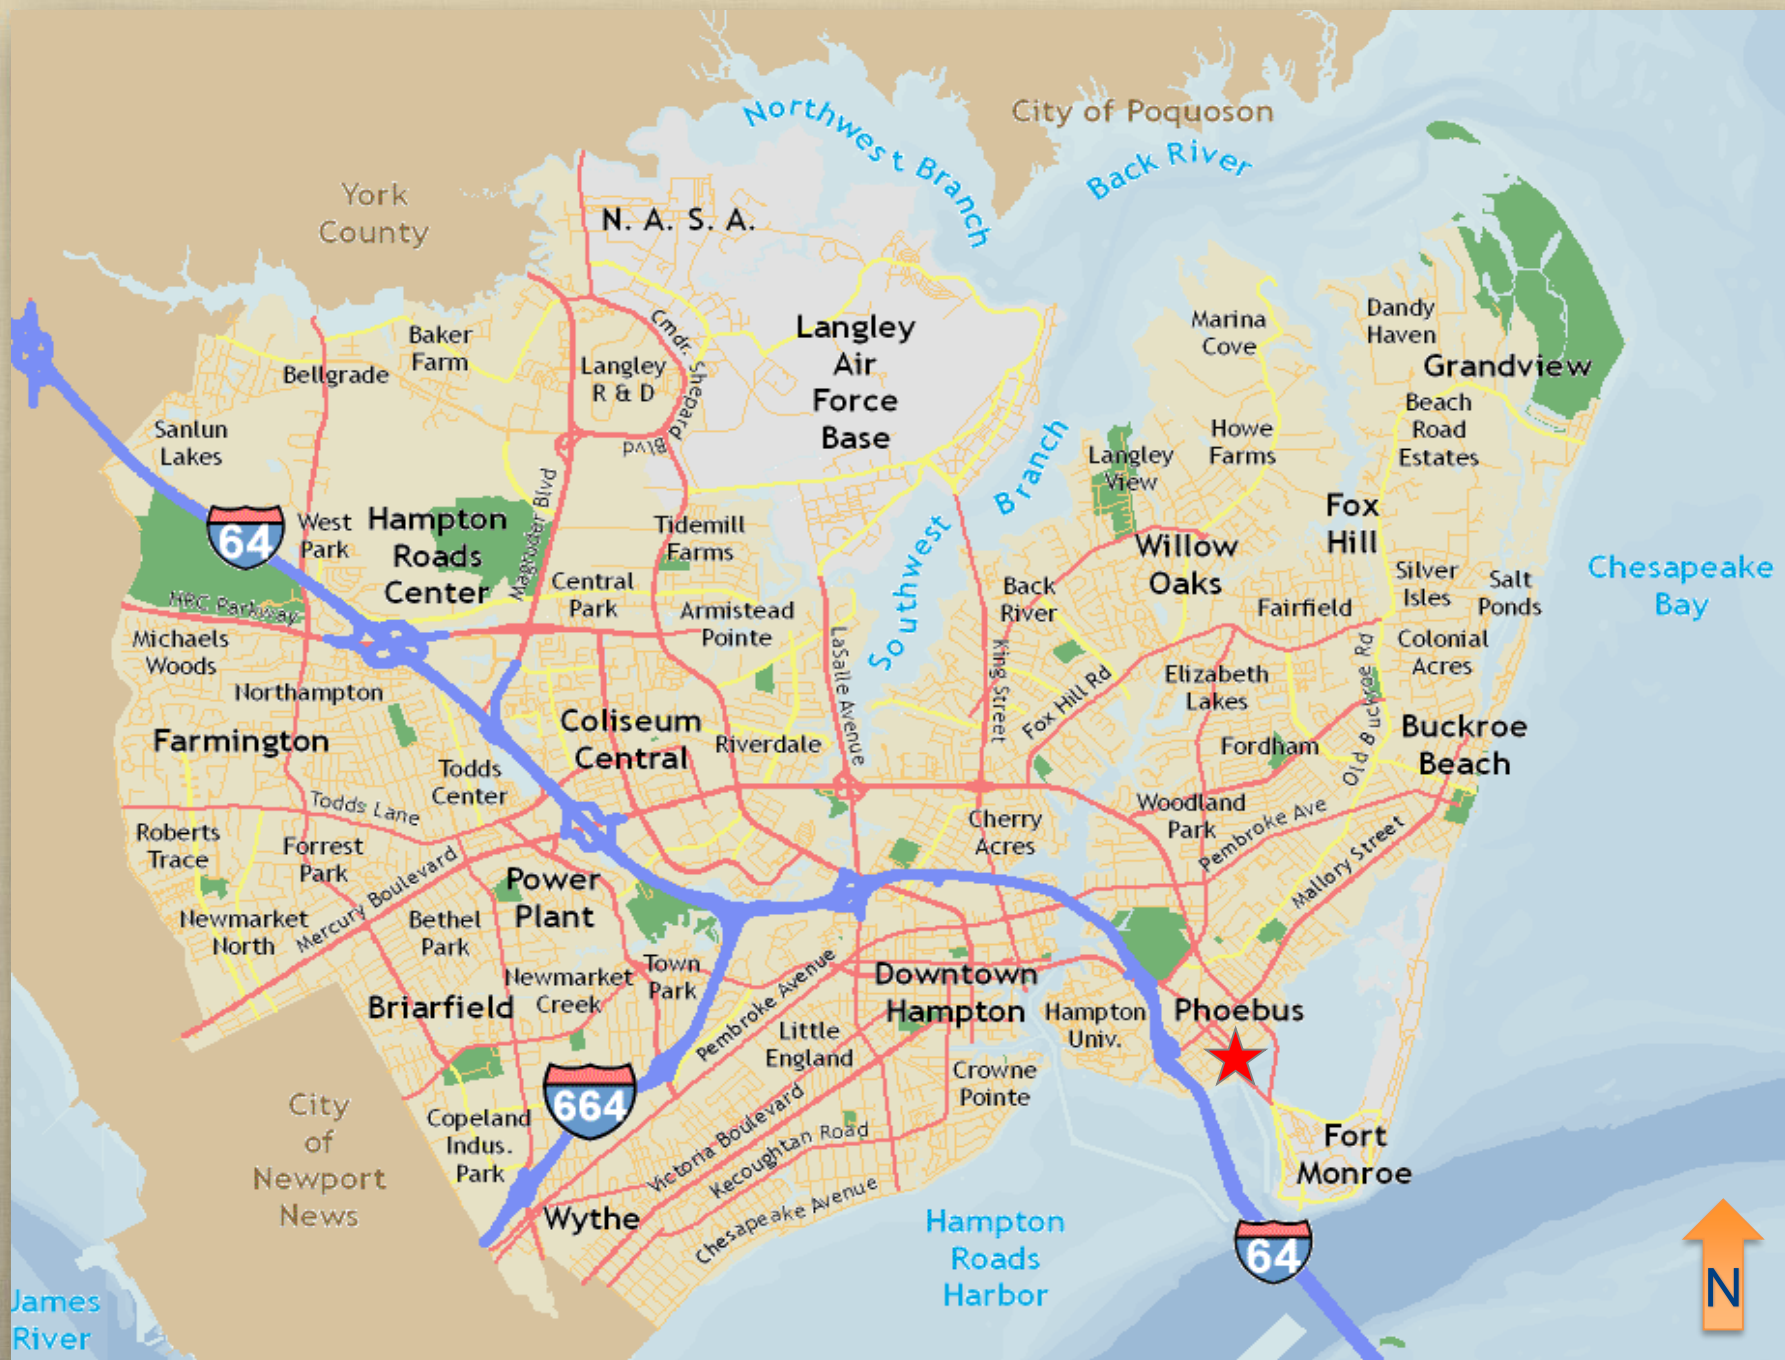 City of Poquoson
Northwest Branch
Back River
York
County
N. A. S. A.
Cmdr. Shepard
Blvd
Langley
Air
Force
Base
Langley
R & D
Baker
Farm
Bellgrade
Sanlun
Lakes
Marina
Cove
Dandy
Haven
Grandview
Beach
Road
Estates
Howe
Farms
Langley
View
Southwest
Branch
Fox
Hill
64
West
Park
Hampton
Roads
Center
Magruder Blvd
Tidemill
Farms
Willow
Oaks
Chesapeake
Bay
Silver
Isles
Salt
Ponds
Central
Park
Back
River
Fairfield
HRC Parkway
Armistead
Pointe
Michaels
Woods
Colonial
Acres
LaSalle Avenue
King Street
Fox Hill Rd
Elizabeth
Lakes
Old Buckroe Rd
Northampton
Farmington
Coliseum
Central
Riverdale
Fordham
Buckroe
Beach
Todds
Center
Todds Lane
Roberts
Trace
Forrest
Park
Cherry
Acres
Woodland
Park
Pembroke Ave
Mallory Street
Mercury Boulevard
Power
Plant
Newmarket
North
Bethel
Park
Newmarket
Creek
Town
Park
Briarfield
Pembroke Avenue
Downtown
Hampton
Hampton
Univ.
Phoebus
Little
England
Crowne
Pointe
664
City
of
Newport
News
Copeland
Indus.
Park
Victoria Boulevard
Kecoughtan Road
Chesapeake Avenue
Fort
Monroe
Wythe
Hampton
Roads
Harbor
64
N
James
River